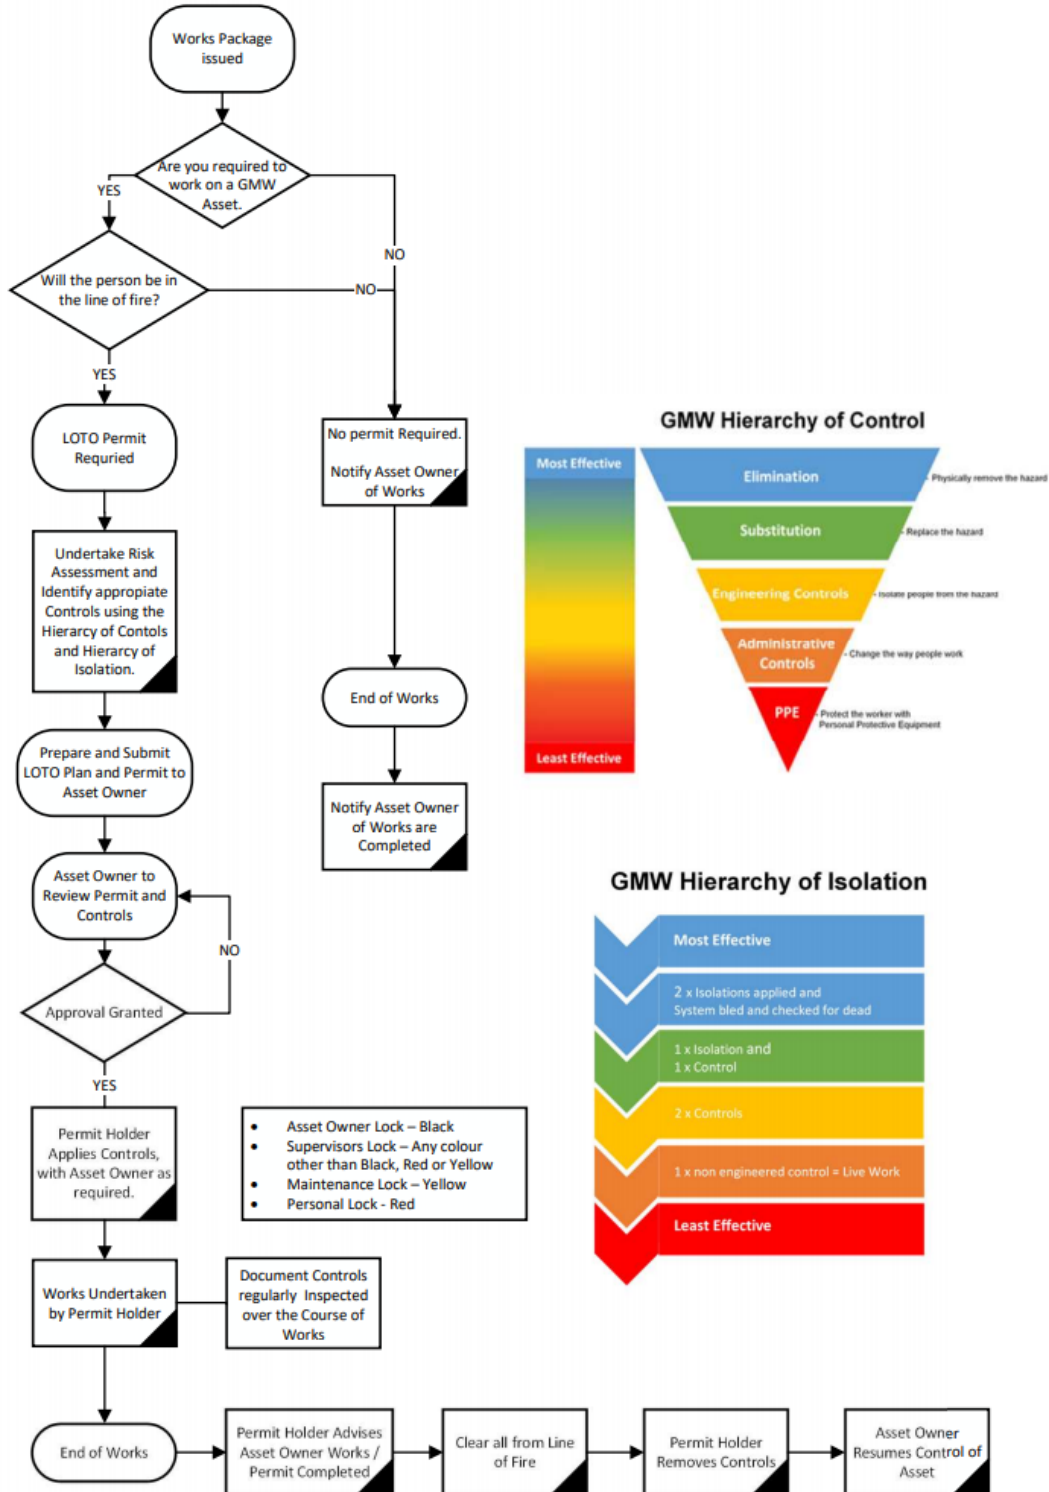 Works Package
issued
Are you required to
work on a GMW
Asset.
YES
NO
Will the person be in
the line of fire?
NO
YES
LOTO Permit
Requried
No permit Required.
Notify Asset Owner
of Works
Undertake Risk
Assessment and
Identify appropiate
Controls using the
Hierarcy of Contols
and Hierarcy of
Isolation.
End of Works
Prepare and Submit
LOTO Plan and Permit to
Asset Owner
Notify Asset Owner
of Works are
Completed
Asset Owner to
Review Permit and
Controls
NO
Approval Granted
YES
Permit Holder
Applies Controls,
with Asset Owner as
required.
• Asset Owner Lock – Black
• Supervisors Lock – Any colour
other than Black, Red or Yellow
• Maintenance Lock – Yellow
• Personal Lock - Red
Works Undertaken
by Permit Holder
Document Controls
regularly Inspected
over the Course of
Works
End of Works
Permit Holder Advises
Asset Owner Works /
Permit Completed
Clear all from Line
of Fire
Permit Holder
Removes Controls
Asset Owner
Resumes Control of
Asset
GMW Hierarchy of Control
Most Effective
Least Effective
Elimination
- Physically remove the hazard
Substitution
- Replace the hazard
Engineering Controls
- Isolate people from the hazard
Administrative
Controls
- Change the way people work
PPE
- Protect the worker with
Personal Protective Equipment
GMW Hierarchy of Isolation
Most Effective
2 x Isolations applied and
System bled and checked for dead
1 x Isolation and
1 x Control
2 x Controls
1 x non engineered control = Live Work
Least Effective